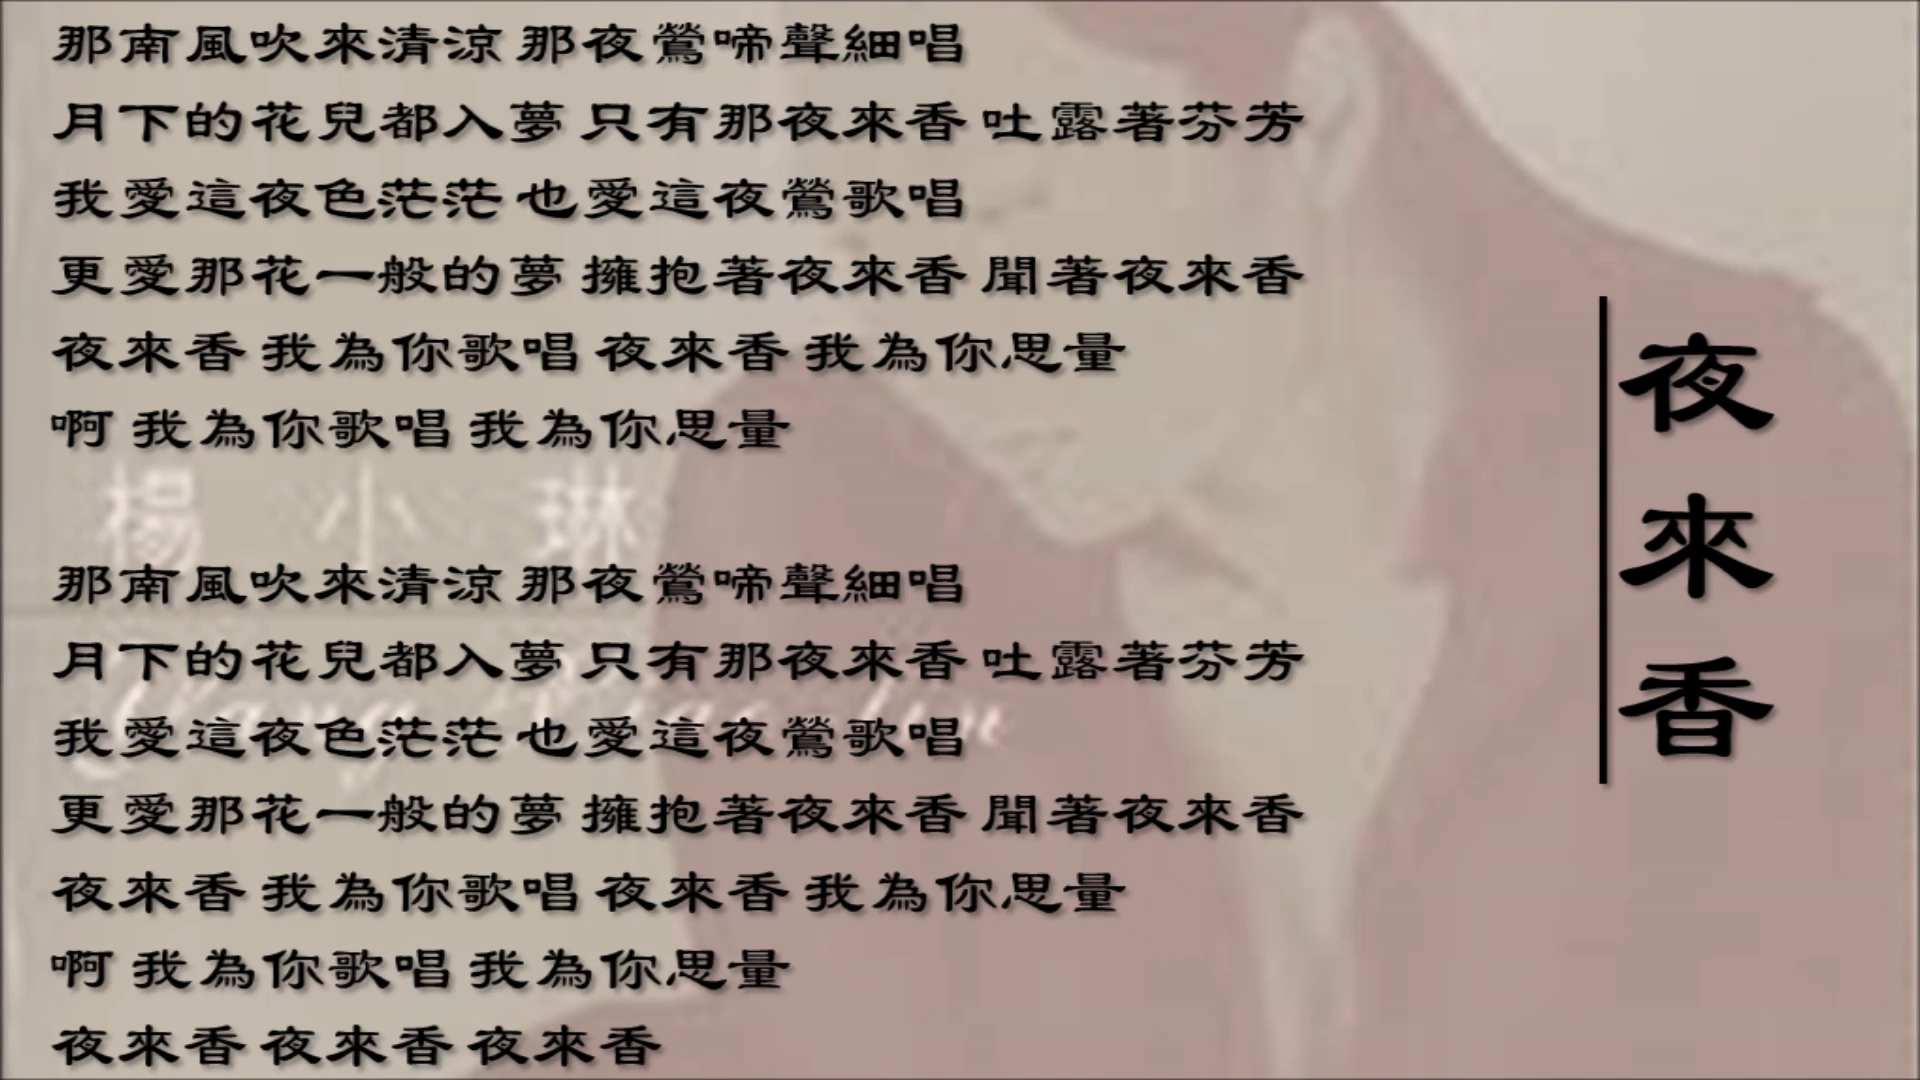 那南風吹來清涼 那夜鶯啼聲細唱
月下的花兒都入夢 只有那夜來香 吐露著芬芳
我愛這夜色茫茫 也愛這夜鶯歌唱
更愛那花一般的夢 擁抱著夜來香 聞著夜來香
夜來香 我為你歌唱 夜來香 我為你思量
啊 我為你歌唱 我為你思量
楊 小 琳
那南風吹來清涼 那夜鶯啼聲細唱
月下的花兒都入夢 只有那夜來香 吐露著芬芳
Yang Xiao Lin
我愛這夜色茫茫 也愛這夜鶯歌唱
更愛那花一般的夢 擁抱著夜來香 聞著夜來香
夜來香 我為你歌唱 夜來香 我為你思量
啊 我為你歌唱 我為你思量
夜來香 夜來香 夜來香
夜來香